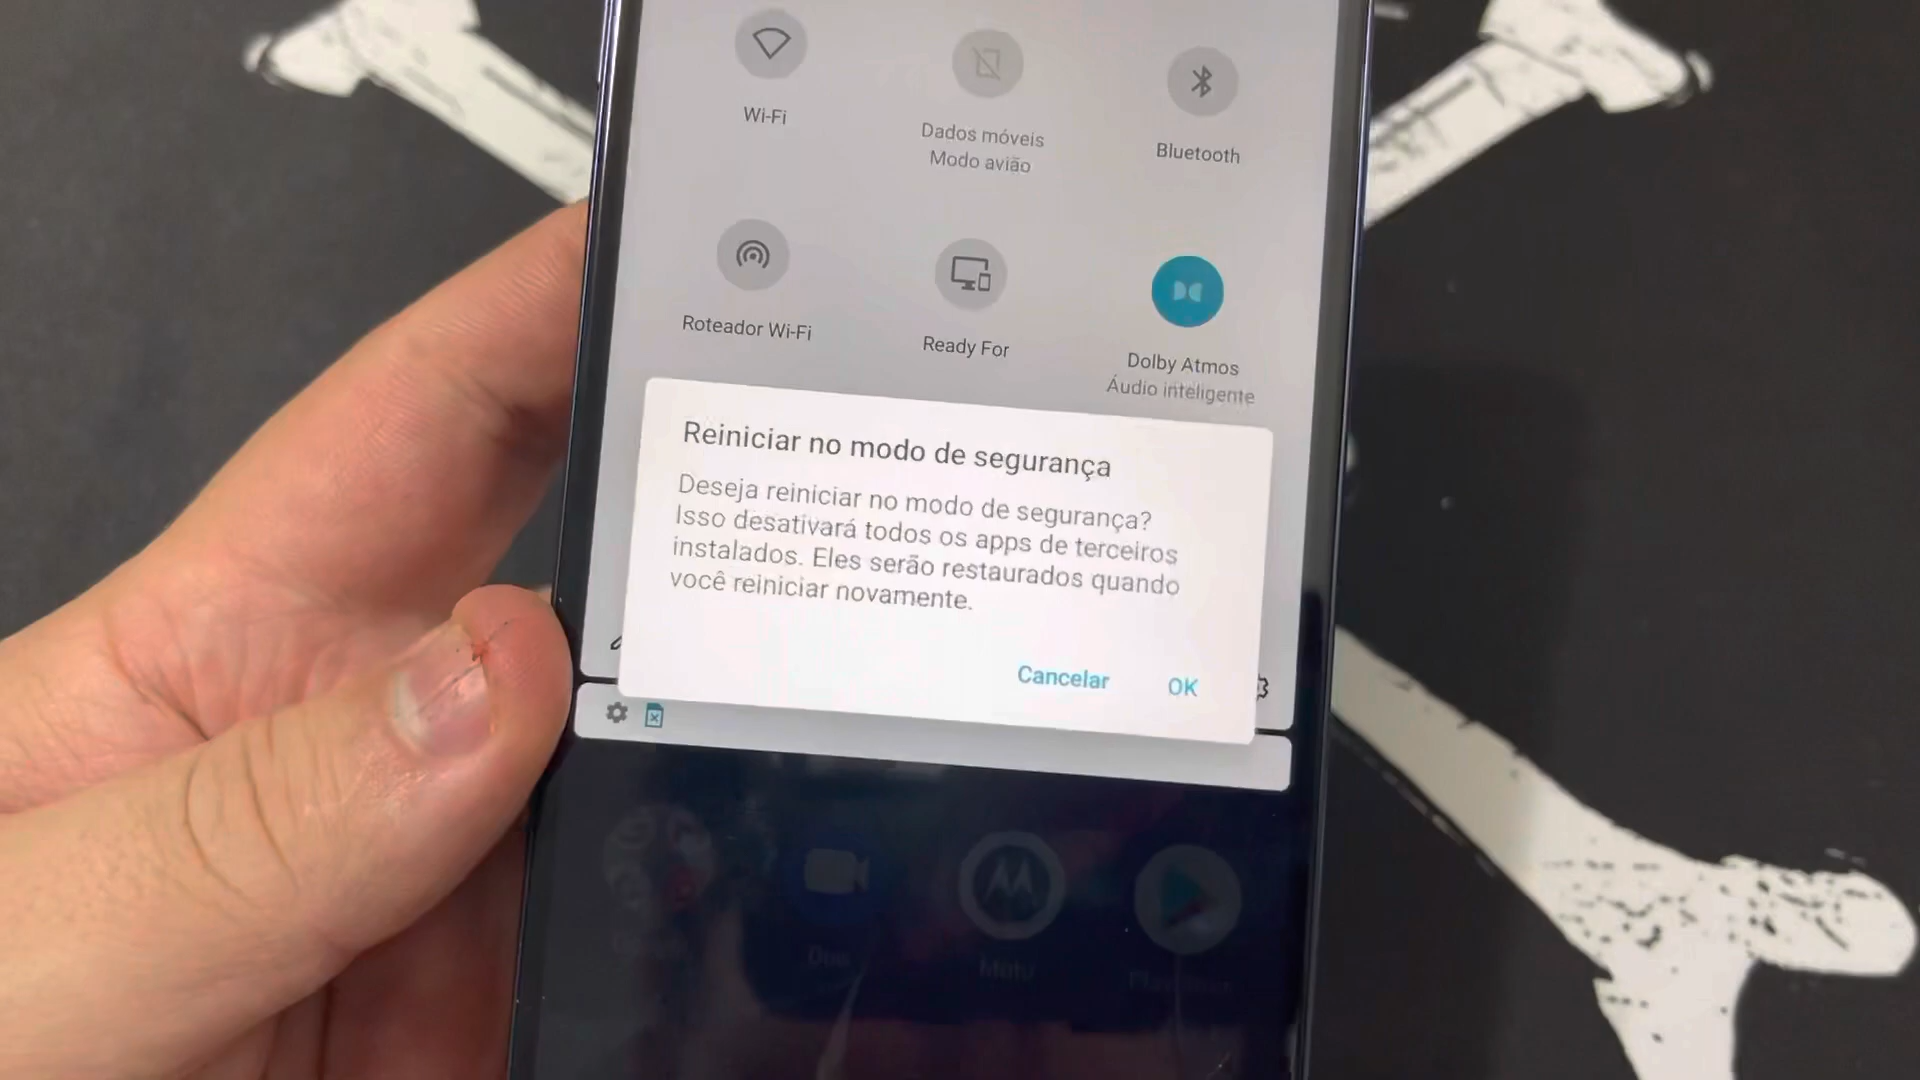 Wi-Fi
Dados móveis
Modo avião
Bluetooth
Roteador Wi-Fi
Ready For
Dolby Atmos
Áudio inteligente
Reiniciar no modo de segurança
Deseja reiniciar no modo de segurança?
Isso desativará todos os apps de terceiros
instalados. Eles serão restaurados quando
você reiniciar novamente.
Cancelar
OK
Duo
Moto